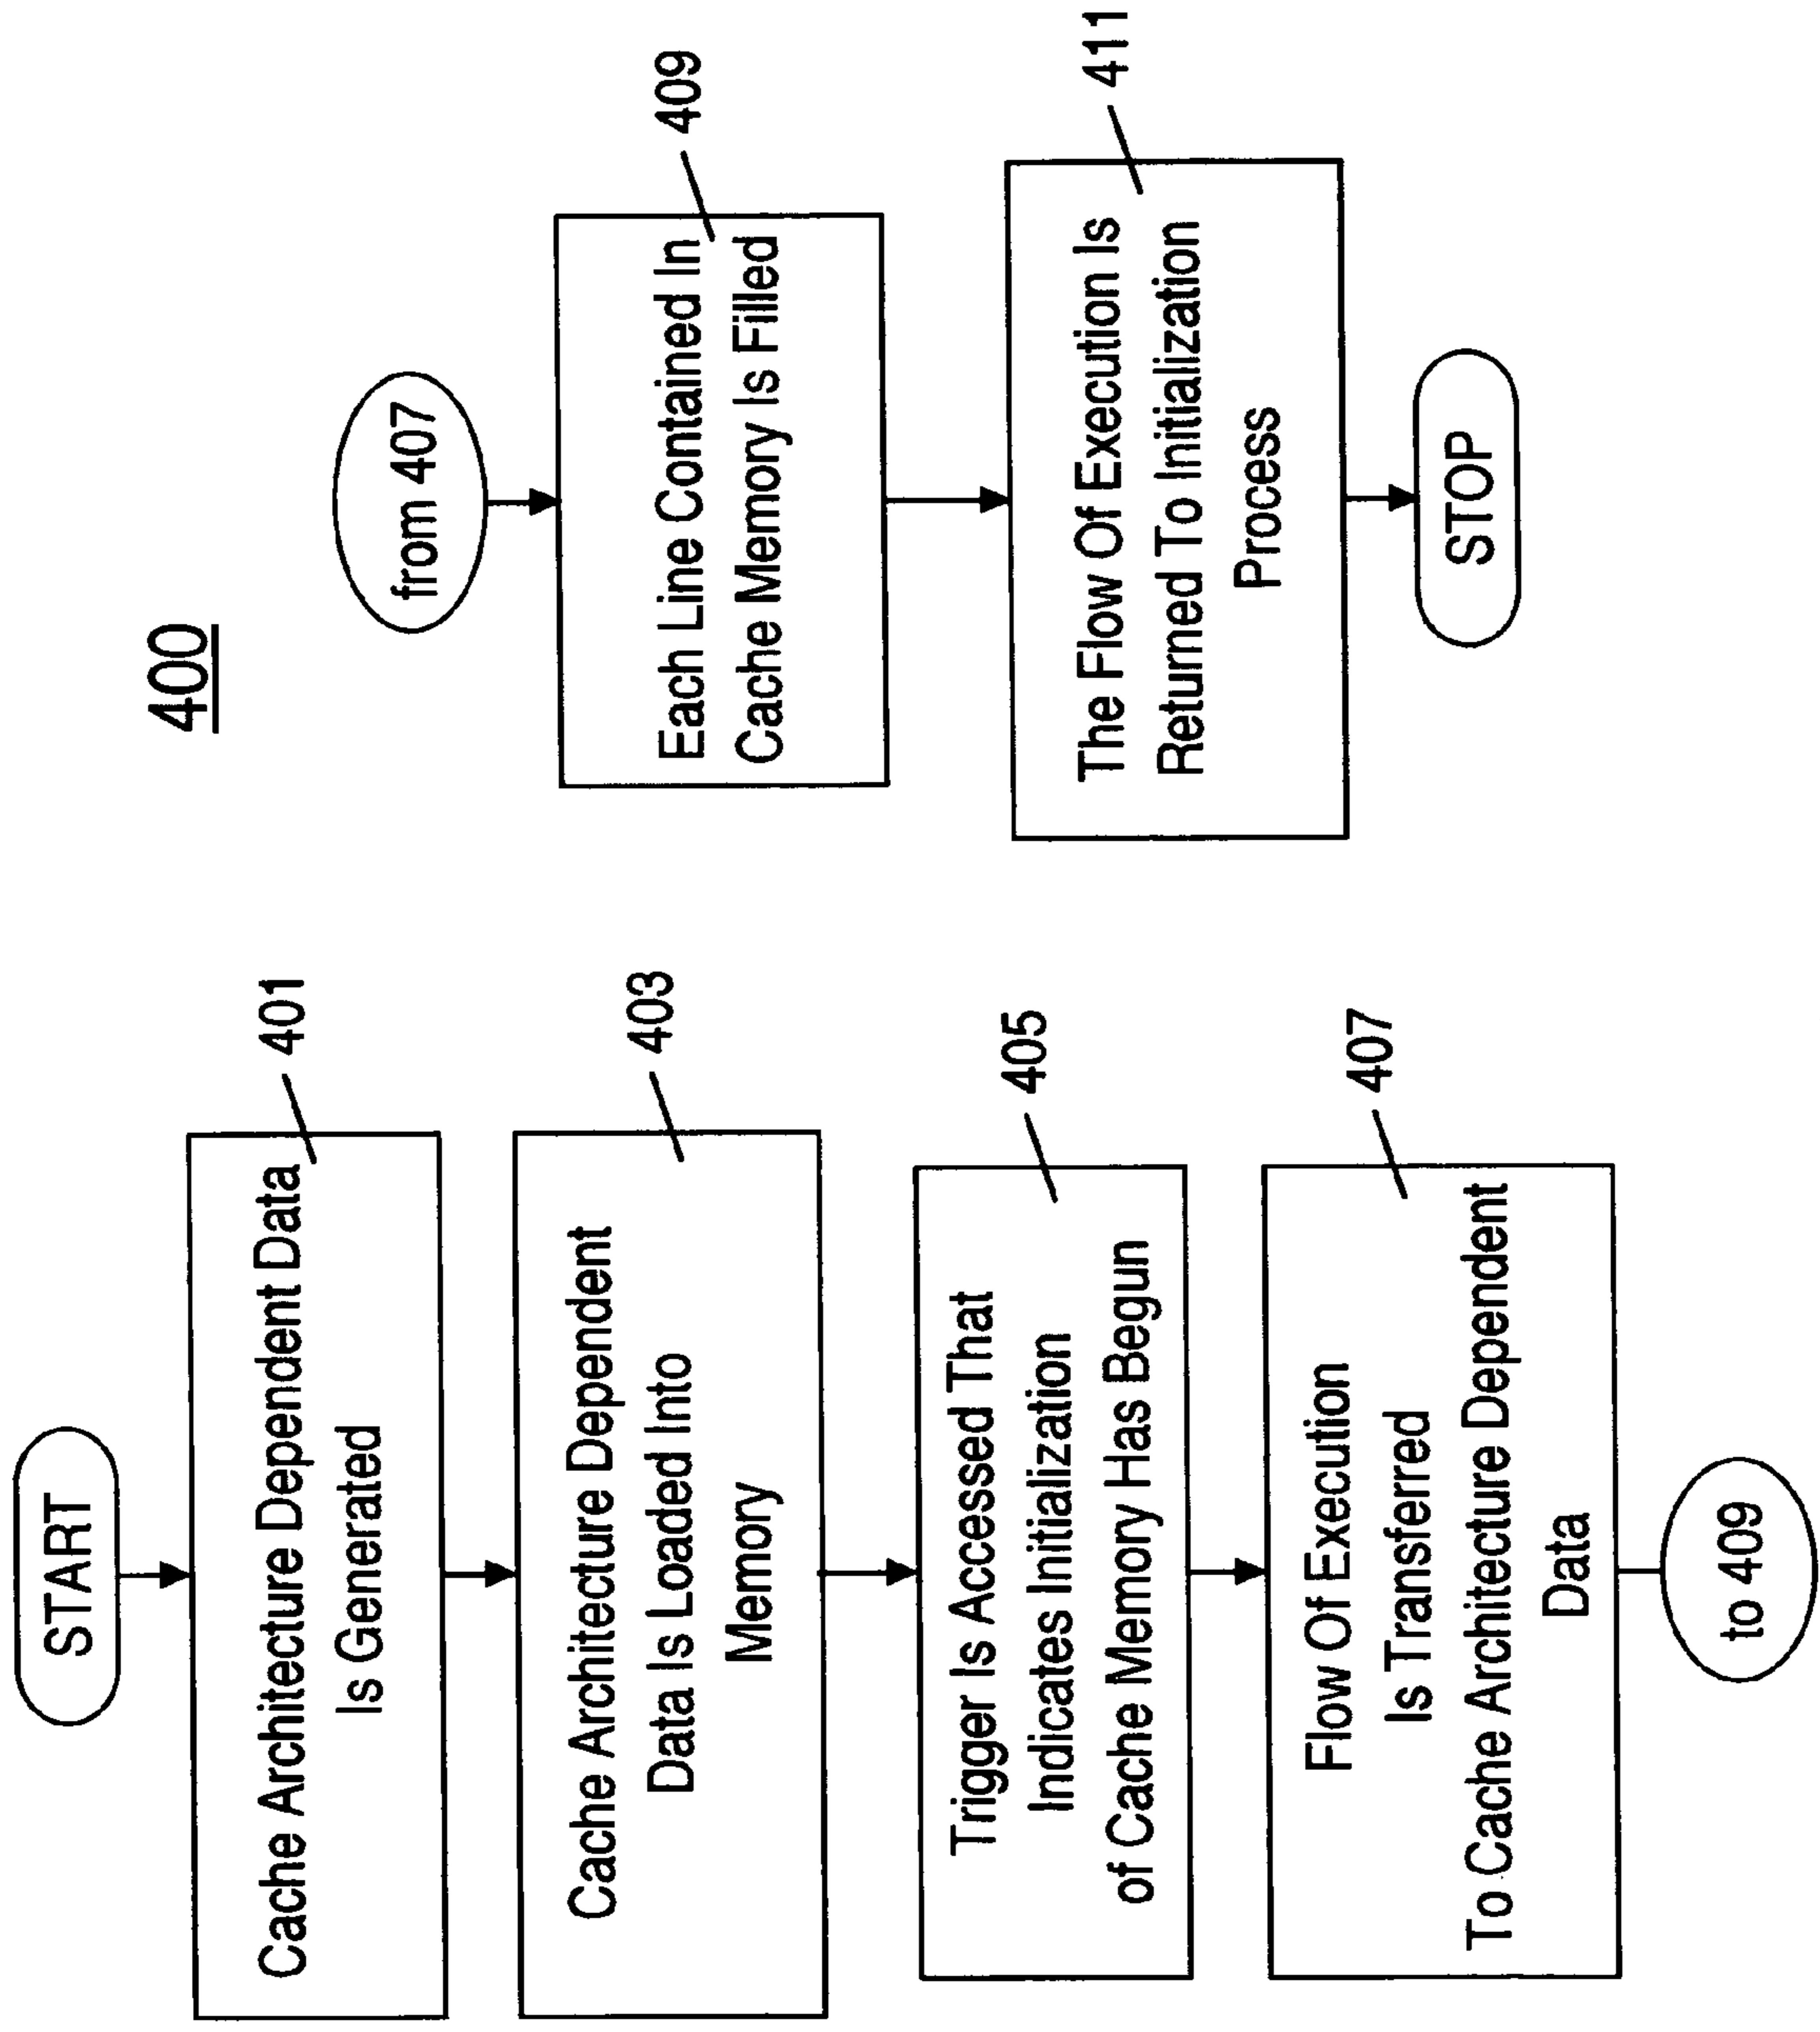 400
START
Cache Architecture Dependent Data
Is Generated
401
Cache Architecture Dependent
Data Is Loaded Into
Memory
403
Trigger Is Accessed That
Indicates Initialization
of Cache Memory Has Begun
405
Flow Of Execution
Is Transferred
To Cache Architecture Dependent
Data
407
to 409
from 407
Each Line Contained In
Cache Memory Is Filled
409
The Flow Of Execution Is
Returned To Initialization
Process
411
STOP